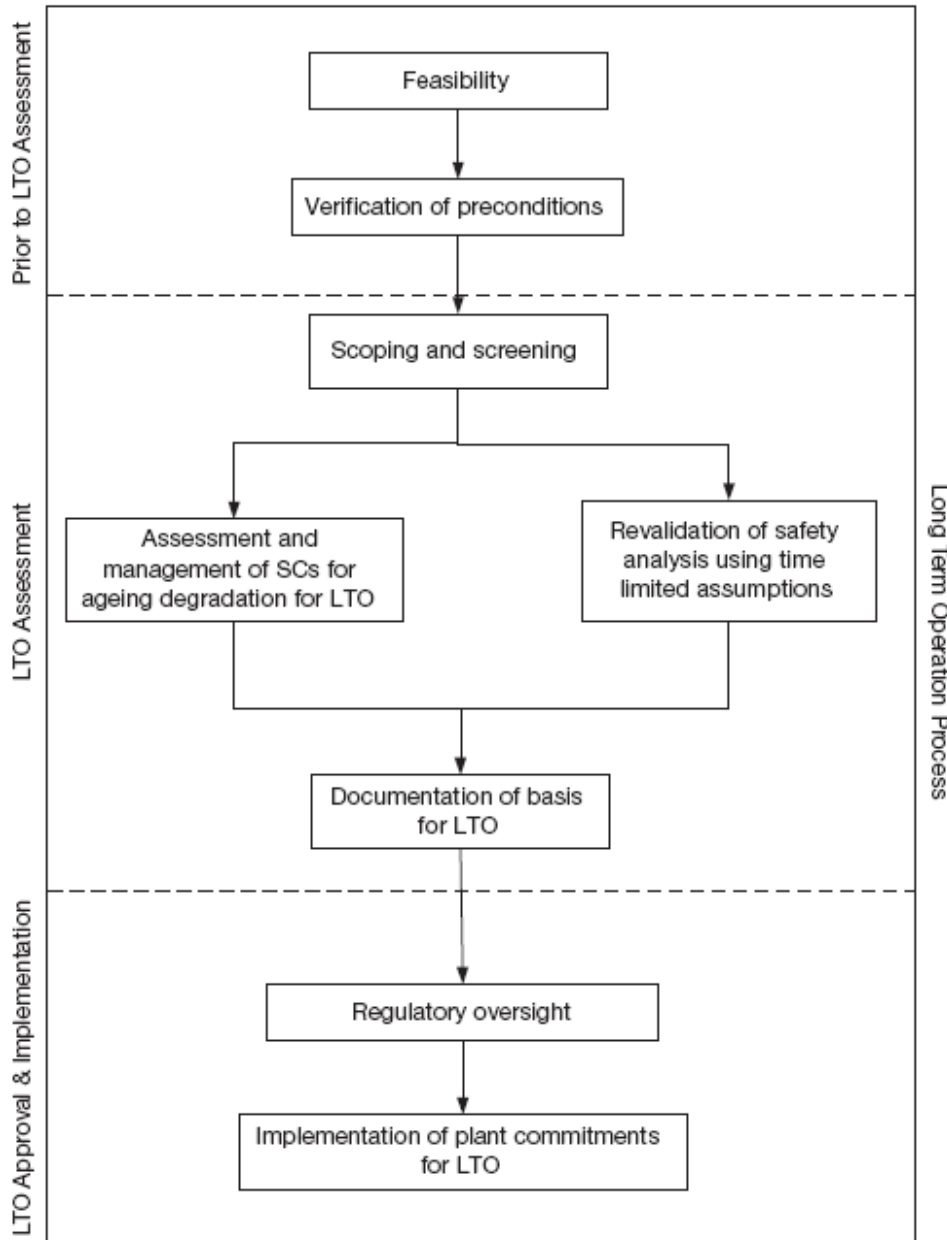 Prior to LTO Assessment
Feasibility
Verification of preconditions
LTO Assessment
Scoping and screening
Assessment and
management of SCs for
ageing degradation for LTO
Revalidation of safety
analysis using time
limited assumptions
Documentation of basis
for LTO
LTO Approval & Implementation
Regulatory oversight
Implementation of plant commitments
for LTO
Long Term Operation Process